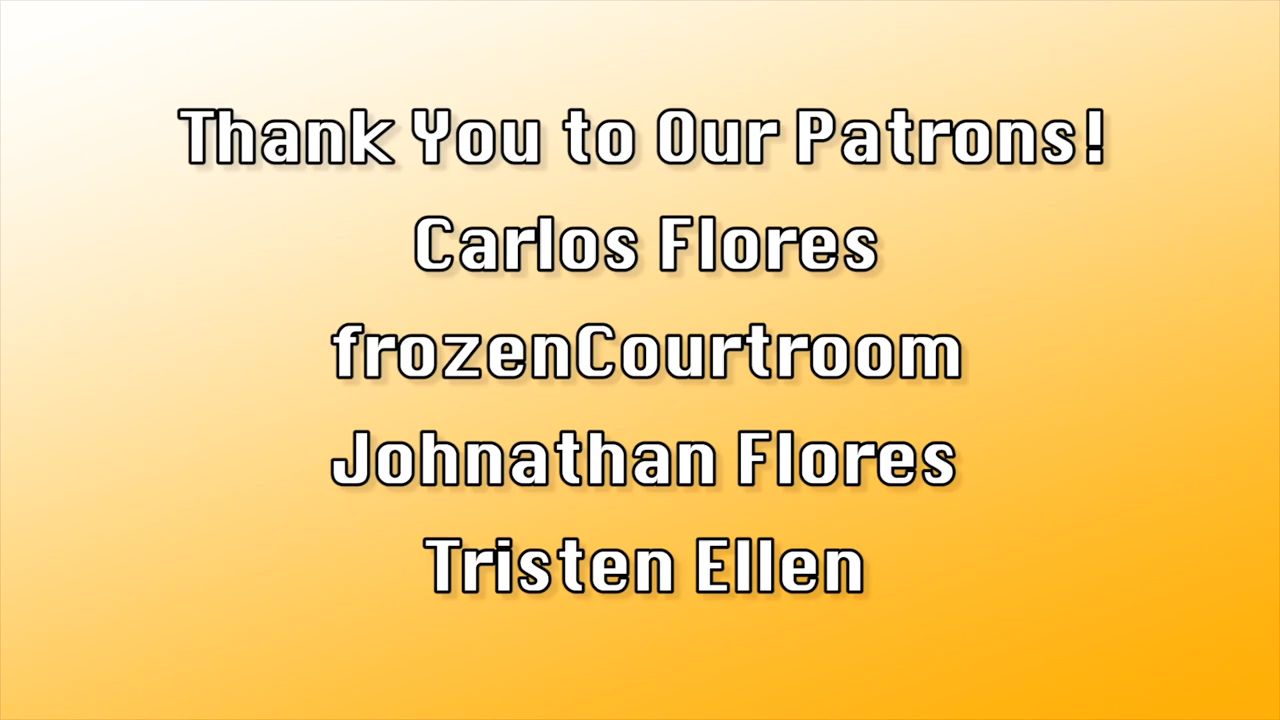 Thank You to Our Patrons!
Carlos Flores
frozenCourtroom
Johnathan Flores
Tristen Ellen